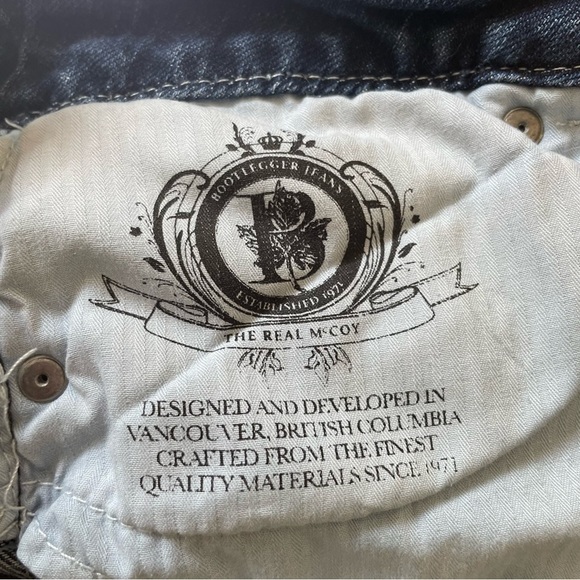 BOOTLEGGER JEANS
B
ESTABLISHED 1971
THE REAL McCOY
DESIGNED AND DEVELOPED IN
VANCOUVER, BRITISH COLUMBIA
CRAFTED FROM THE FINEST
QUALITY MATERIALS SINCE 1971